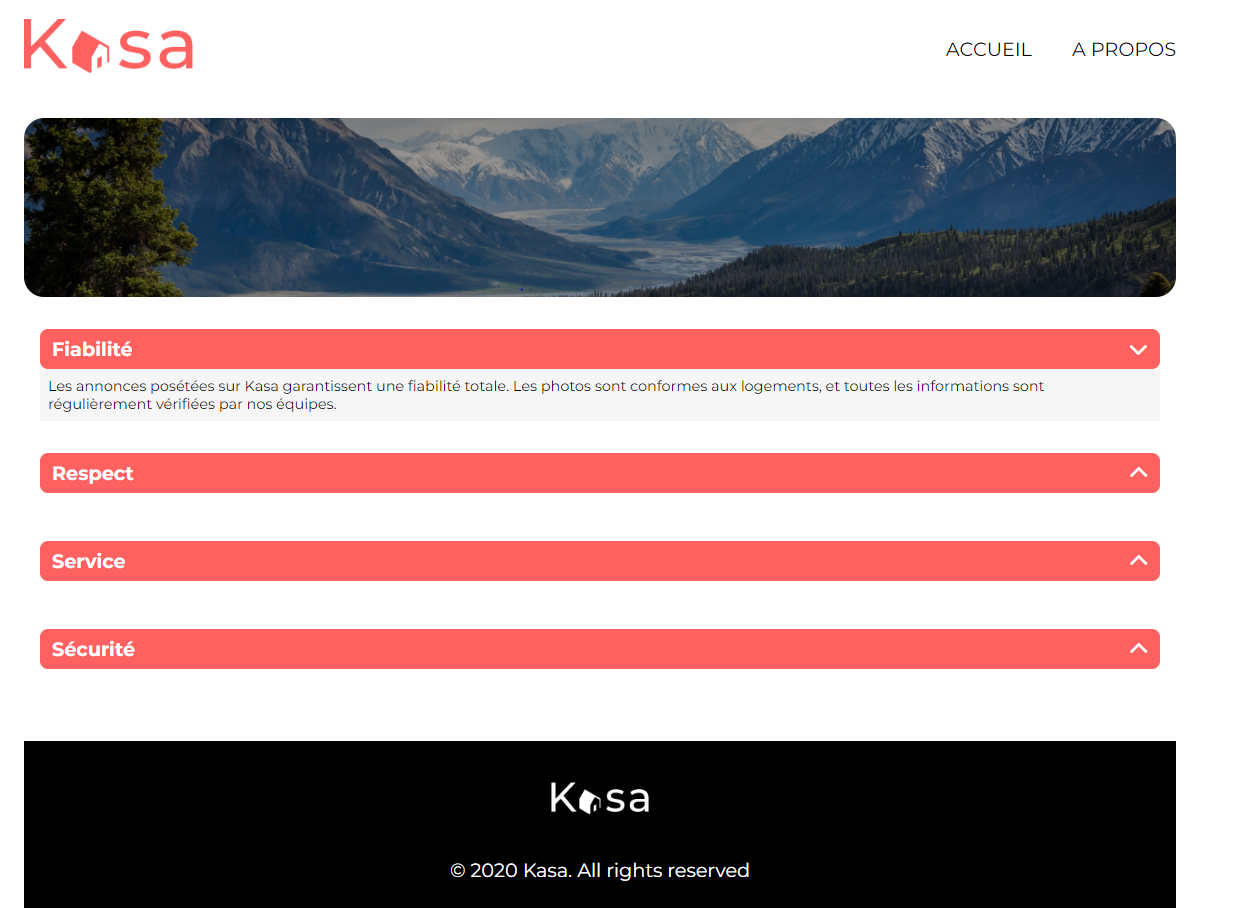 Kasa
ACCUEIL A PROPOS
Fiabilité
Les annonces posétées sur Kasa garantissent une fiabilité totale. Les photos sont conformes aux logements, et toutes les informations sont
régulièrement vérifiées par nos équipes.
Respect
Service
Sécurité
Kasa
© 2020 Kasa. All rights reserved